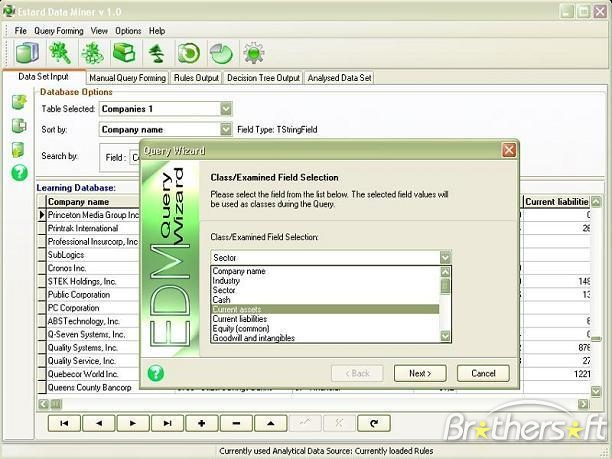 Estard Data Miner v 1.0
File Query Forming View Options Help
Data Set Input Manual Query Forming Rules Output Decision Tree Output Analysed Data Set
Database Options
Table Selected: Companies 1
Sort by: Company name Field Type: TStringField
Search by: Field :
Query Wizard
EDM Query Wizard
Class/Examined Field Selection
Please select the field from the list below. The selected field values will
be used as classes during the Query.
Class/Examined Field Selection:
Sector
Company name
Industry
Sector
Cash
Current assets
Current liabilities
Equity (common)
Goodwill and intangibles
< Back Next > Cancel
Learning Database:
Company name Current liabilitie
Princeton Media Group Inc 0
Printrak International 26
Professional Insurcorp, Inc
SubLogics
Cronos Inc.
STEK Holdings, Inc. 149
Public Corporation 13
PC Corporation
ABSTechnology, Inc.
Q-Seven Systems, Inc.
Quality Systems, Inc. 876
Quality Service, Inc. 27
Quebecor World Inc. 1221
Queens County Bancorp
Currently used Analytical Data Source: Currently loaded Rules
Brothersoft